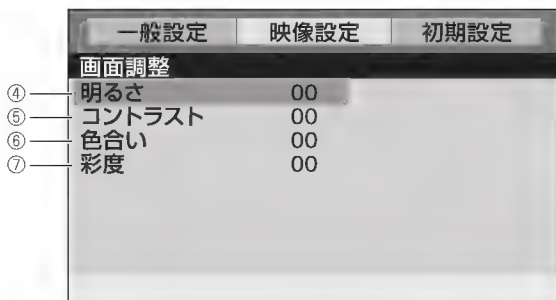 一般設定 映像設定 初期設定
画面調整
④ 明るさ 00
⑤ コントラスト 00
⑥ 色合い 00
⑦ 彩度 00